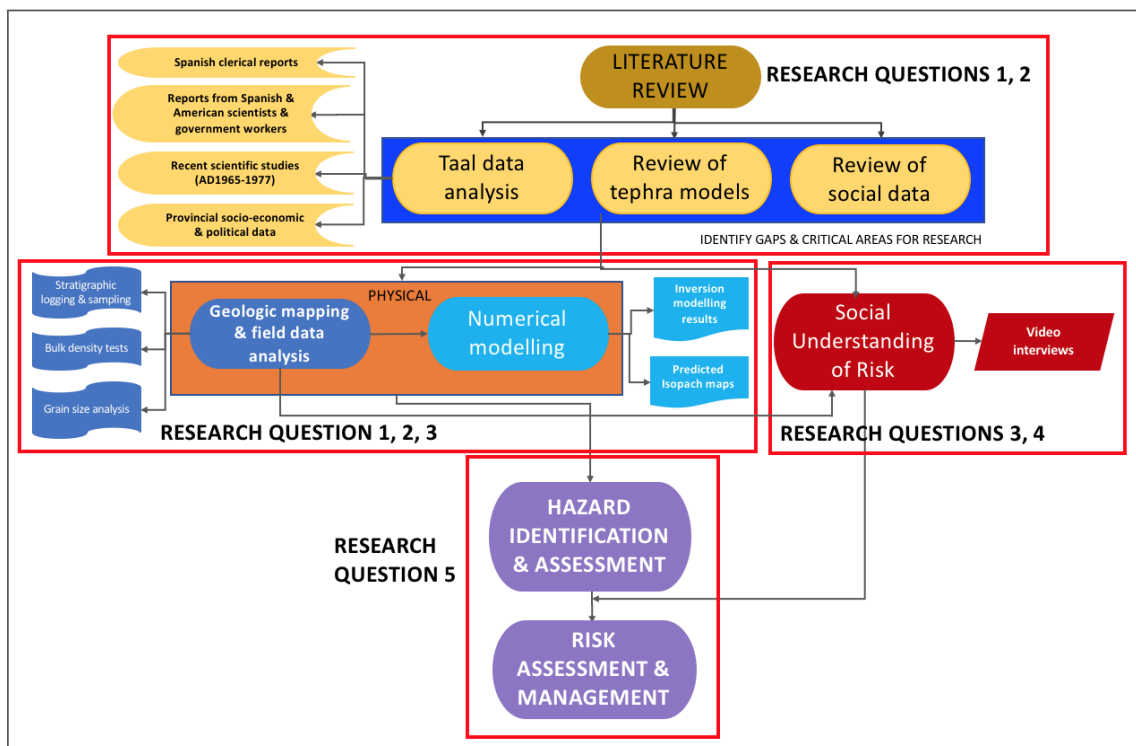 LITERATURE
REVIEW
RESEARCH QUESTIONS 1, 2
Spanish clerical reports
Reports from Spanish &
American scientists &
government workers
Recent scientific studies
(AD1965-1977)
Provincial socio-economic
& political data
Taal data
analysis
Review of
tephra models
Review of
social data
IDENTIFY GAPS & CRITICAL AREAS FOR RESEARCH
Stratigraphic
logging & sampling
Bulk density tests
Grain size analysis
PHYSICAL
Geologic mapping
& field data
analysis
Numerical
modelling
Inversion
modelling
results
Predicted
Isopach maps
RESEARCH QUESTION 1, 2, 3
Social
Understanding
of Risk
Video
interviews
RESEARCH QUESTIONS 3, 4
RESEARCH
QUESTION 5
HAZARD
IDENTIFICATION
& ASSESSMENT
RISK
ASSESSMENT &
MANAGEMENT